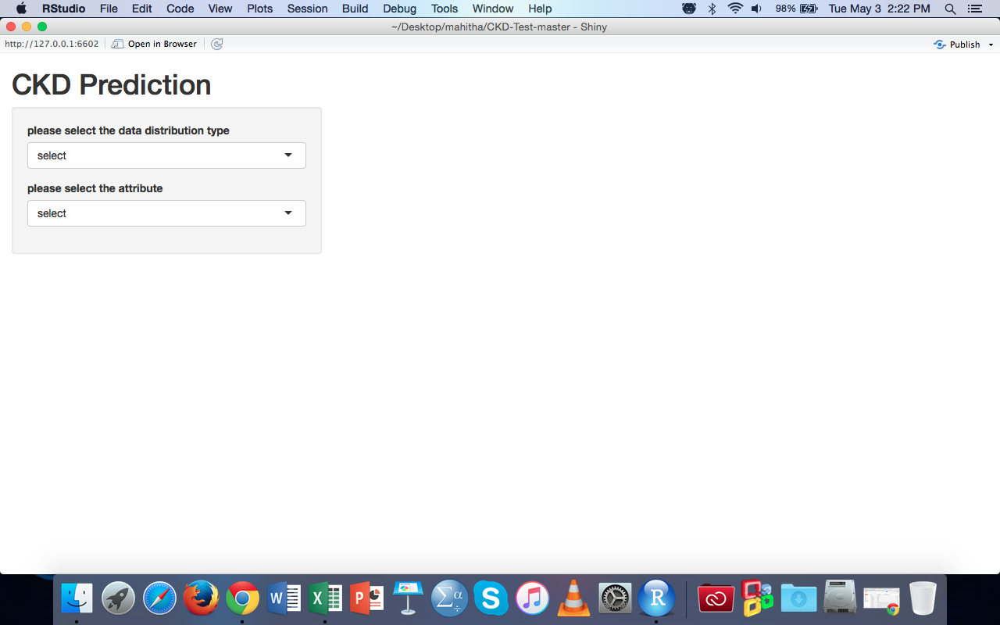 RStudio File Edit Code View Plots Session Build Debug Tools Window Help 98% Tue May 3 2:22 PM
~/Desktop/mahitha/CKD-Test-master - Shiny
http://127.0.0.1:6602 Open in Browser Publish
CKD Prediction
please select the data distribution type
select
please select the attribute
select
W X P Σα÷ S R